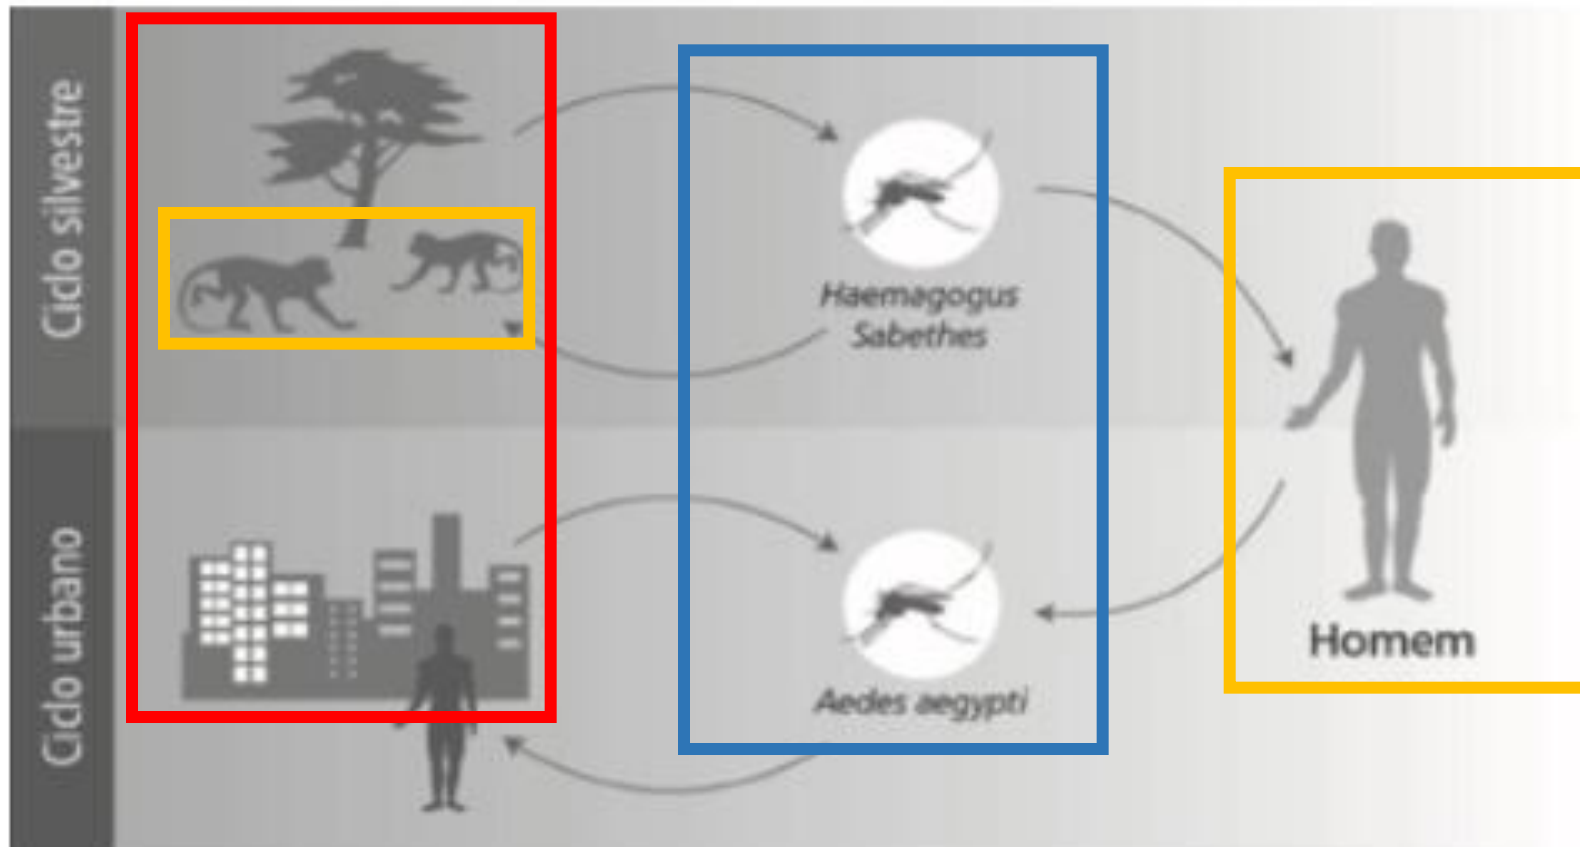 Ciclo silvestre
Haemagogus
Sabethes
Homem
Ciclo urbano
Aedes aegypti